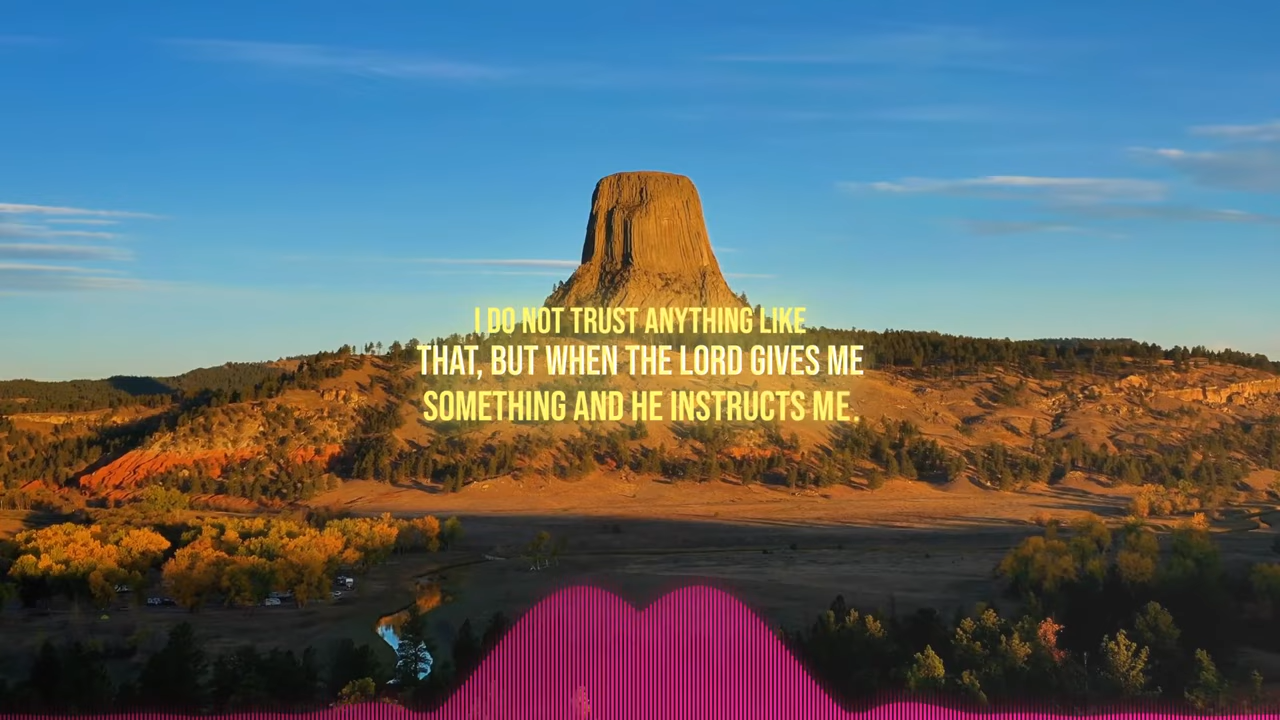 I DO NOT TRUST ANYTHING LIKE
THAT, BUT WHEN THE LORD GIVES ME
SOMETHING AND HE INSTRUCTS ME.